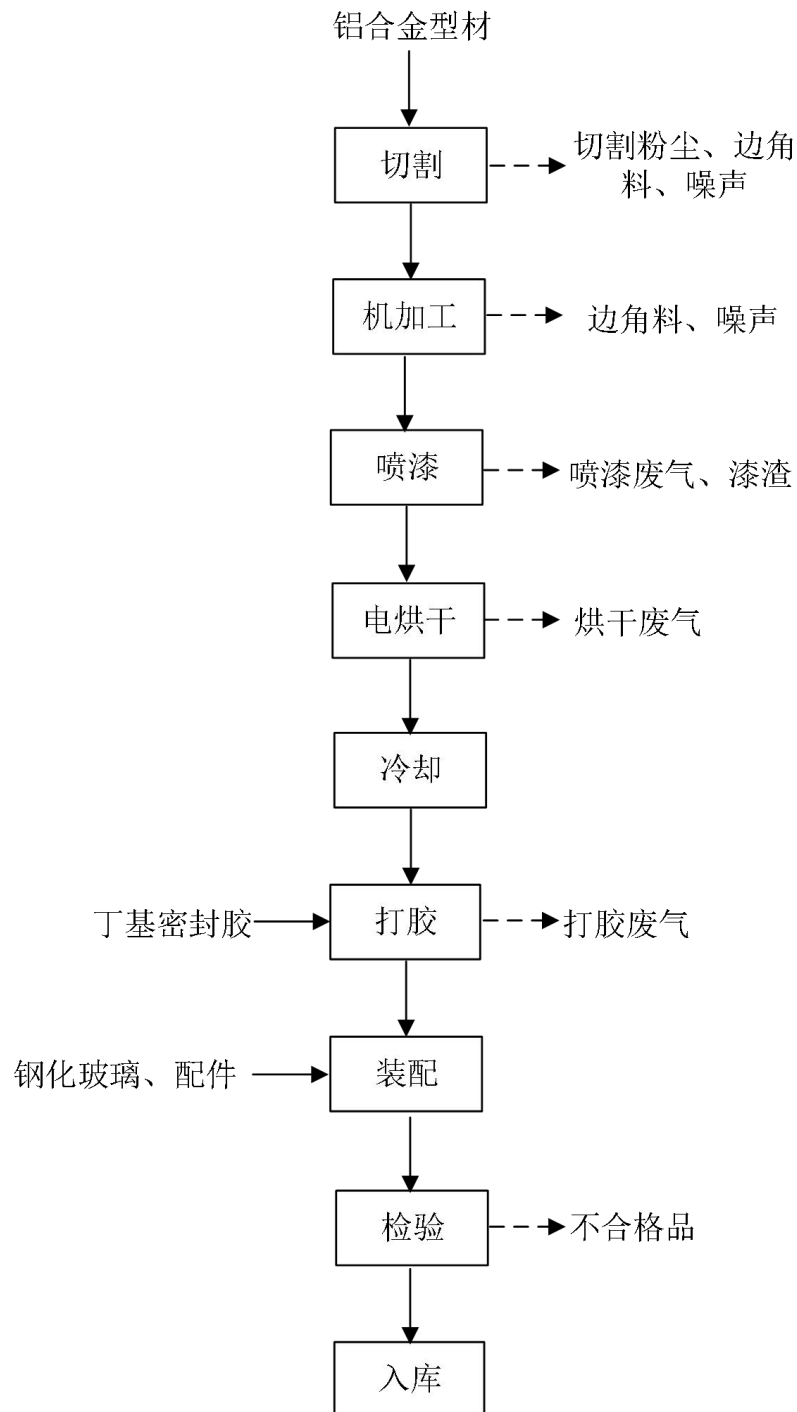 铝合金型材
切割
切割粉尘、边角
料、噪声
机加工
边角料、噪声
喷漆
喷漆废气、漆渣
电烘干
烘干废气
冷却
丁基密封胶
打胶
打胶废气
钢化玻璃、配件
装配
检验
不合格品
入库